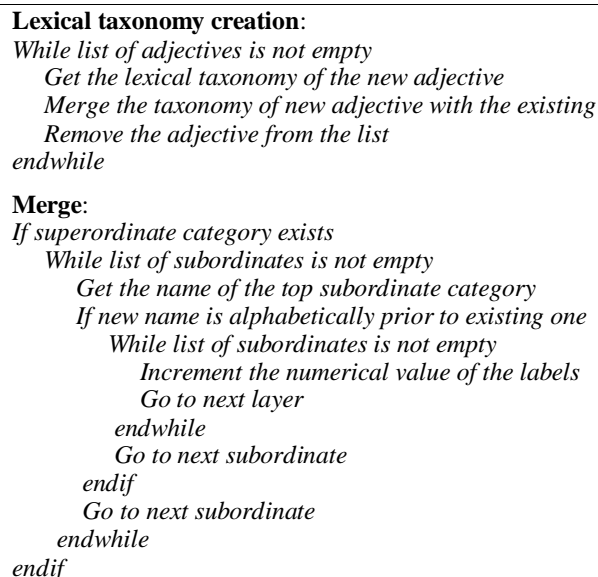 Lexical taxonomy creation:
While list of adjectives is not empty
Get the lexical taxonomy of the new adjective
Merge the taxonomy of new adjective with the existing
Remove the adjective from the list
endwhile
Merge:
If superordinate category exists
While list of subordinates is not empty
Get the name of the top subordinate category
If new name is alphabetically prior to existing one
While list of subordinates is not empty
Increment the numerical value of the labels
Go to next layer
endwhile
Go to next subordinate
endif
Go to next subordinate
endwhile
endif